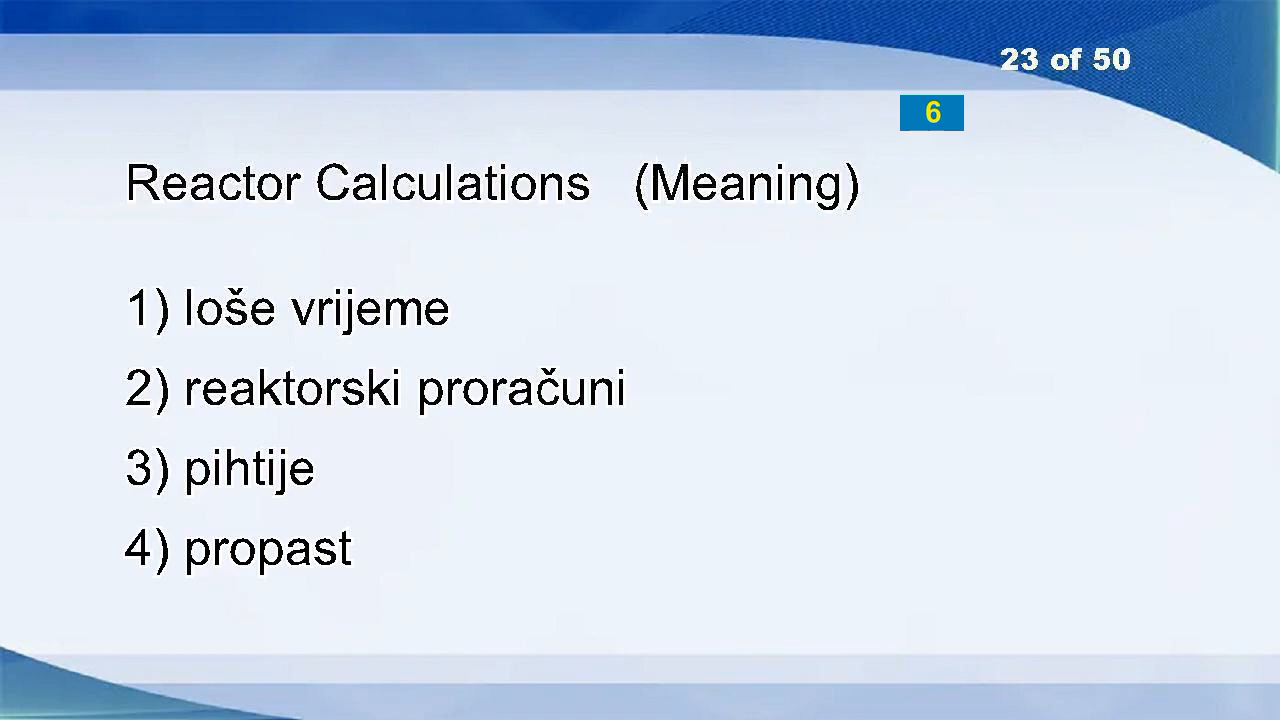 23 of 50
6
Reactor Calculations (Meaning)
1) loše vrijeme
2) reaktorski proračuni
3) pihtije
4) propast